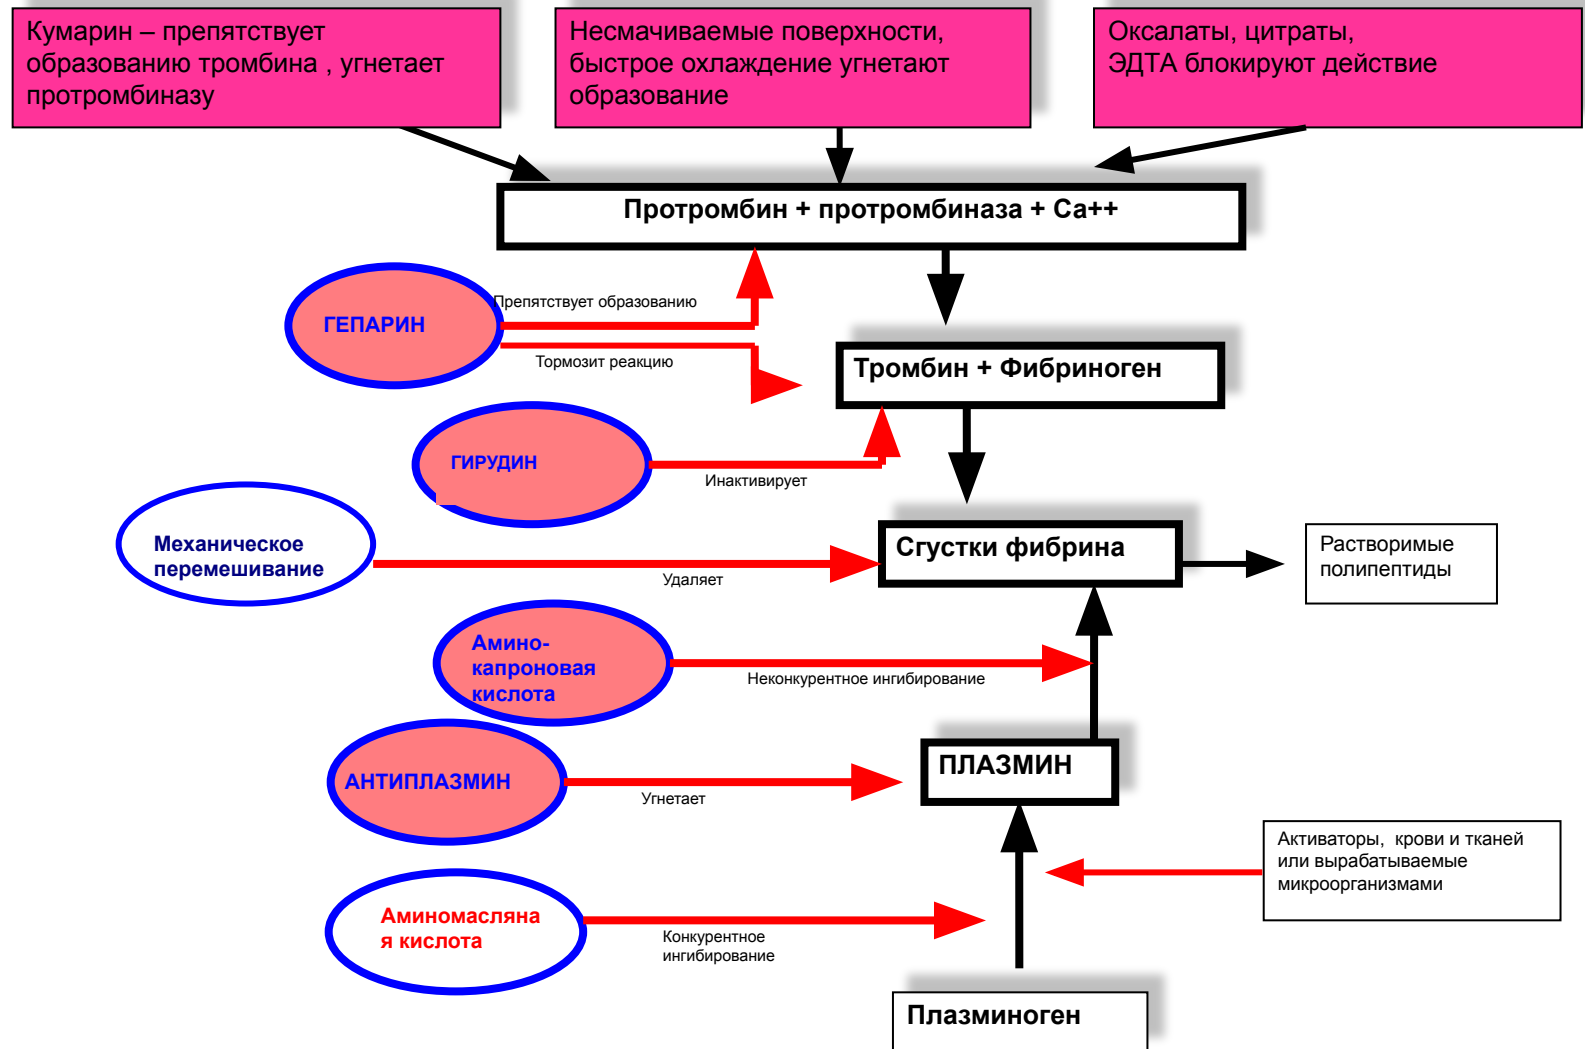 Кумарин – препятствует
образованию тромбина , угнетает
протромбиназу
Несмачиваемые поверхности,
быстрое охлаждение угнетают
образование
Оксалаты, цитраты,
ЭДТА блокируют действие
Протромбин + протромбиназа + Са++
ГЕПАРИН
Препятствует образованию
Тормозит реакцию
Тромбин + Фибриноген
ГИРУДИН
Инактивирует
Механическое
перемешивание
Удаляет
Сгустки фибрина
Растворимые
полипептиды
Амино-
капроновая
кислота
Неконкурентное ингибирование
АНТИПЛАЗМИН
Угнетает
ПЛАЗМИН
Активаторы, крови и тканей
или вырабатываемые
микроорганизмами
Аминомасляна
я кислота
Конкурентное
ингибирование
Плазминоген